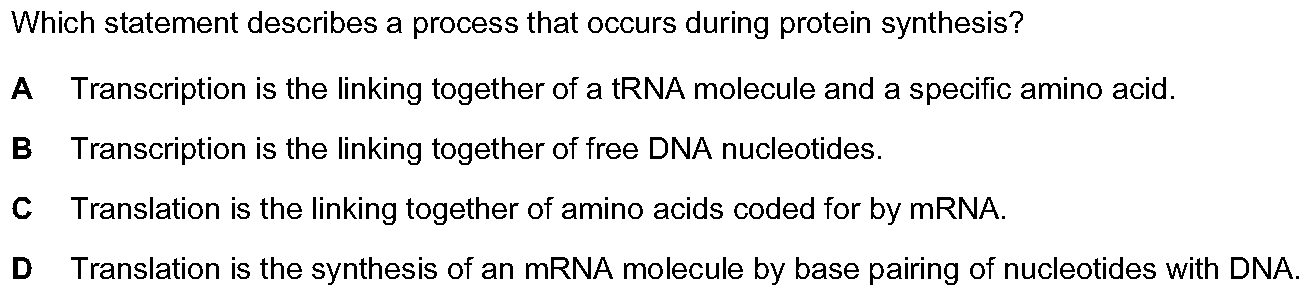 Which statement describes a process that occurs during protein synthesis?
A Transcription is the linking together of a tRNA molecule and a specific amino acid.
B Transcription is the linking together of free DNA nucleotides.
C Translation is the linking together of amino acids coded for by mRNA.
D Translation is the synthesis of an mRNA molecule by base pairing of nucleotides with DNA.